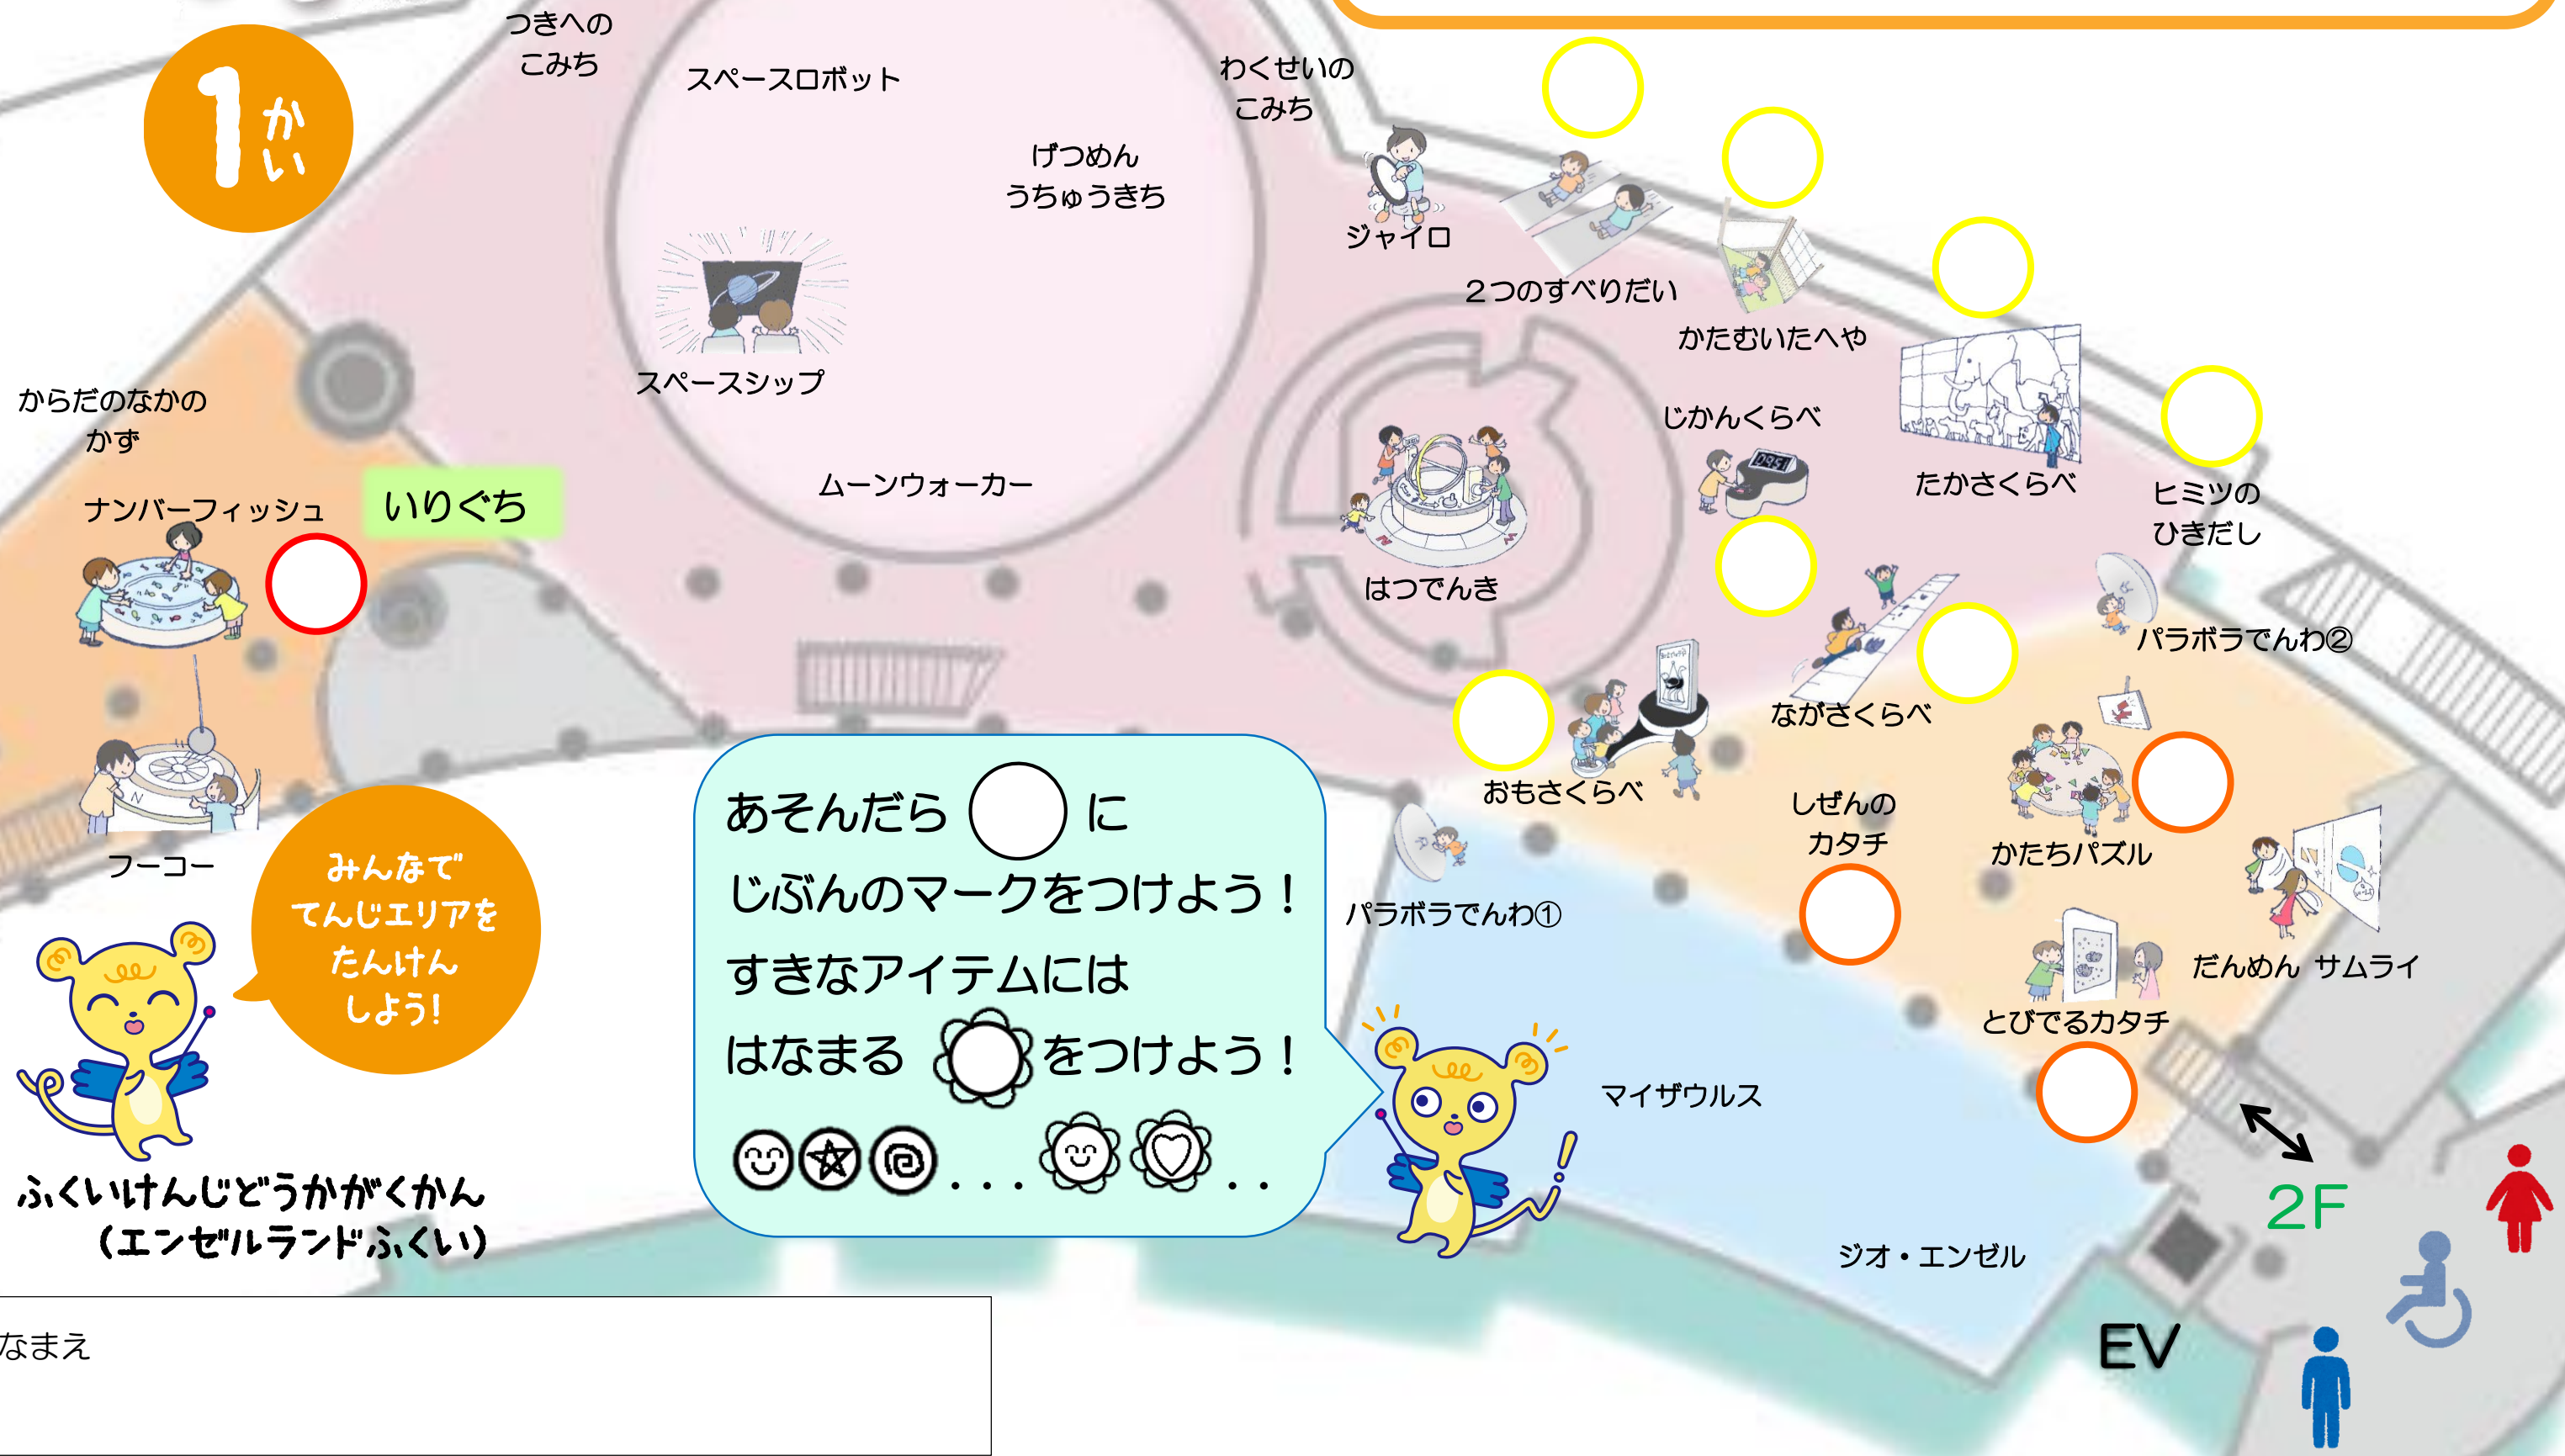 1かい
つきへの
こみち
スペースロボット
げつめん
うちゅうきち
わくせいの
こみち
ジャイロ
2つのすべりだい
かたむいたへや
スペースシップ
ムーンウォーカー
からだのなかの
かず
ナンバーフィッシュ
いりぐち
じかんくらべ
たかさくらべ
ヒミツの
ひきだし
はつでんき
パラボラでんわ②
ながさくらべ
おもさくらべ
しぜんの
カタチ
かたちパズル
フーコー
パラボラでんわ①
だんめん サムライ
とびでるカタチ
マイザウルス
ジオ・エンゼル
みんなで
てんじエリアを
たんけん
しよう!
あそんだら に
じぶんのマークをつけよう!
すきなアイテムには
はなまる をつけよう!
...
..
ふくいけんじどうかがくかん
(エンゼルランドふくい)
2F
EV
なまえ